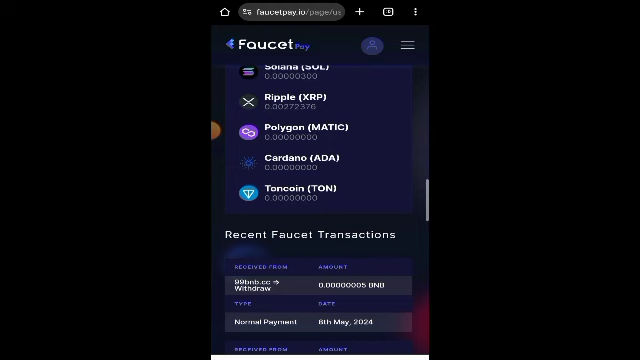 faucetpay.io/page/us
Faucet Pay
Solana (SOL)
0.00000300
Ripple (XRP)
0.00272376
Polygon (MATIC)
0.00000000
Cardano (ADA)
0.00000000
Toncoin (TON)
0.00000000
Recent Faucet Transactions
RECEIVED FROM AMOUNT
99bnb.cc => Withdraw 0.00000005 BNB
TYPE DATE
Normal Payment 6th May, 2024
RECEIVED FROM AMOUNT